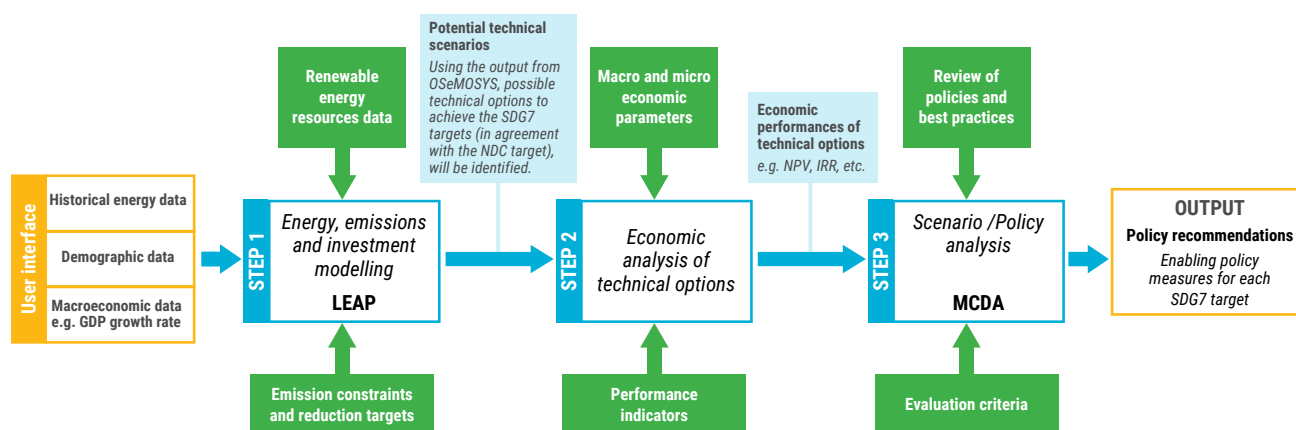 User interface
Historical energy data
Demographic data
Macroeconomic data
e.g. GDP growth rate
Renewable
energy
resources data
STEP 1
Energy, emissions
and investment
modelling
LEAP
Emission constraints
and reduction targets
Potential technical
scenarios
Using the output from
OSeMOSYS, possible
technical options to
achieve the SDG7
targets (in agreement
with the NDC target),
will be identified.
Macro and micro
economic
parameters
STEP 2
Economic
analysis of
technical options
Performance
indicators
Economic
performances of
technical options
e.g. NPV, IRR, etc.
Review of
policies and
best practices
STEP 3
Scenario /Policy
analysis
MCDA
Evaluation criteria
OUTPUT
Policy recommendations
Enabling policy
measures for each
SDG7 target